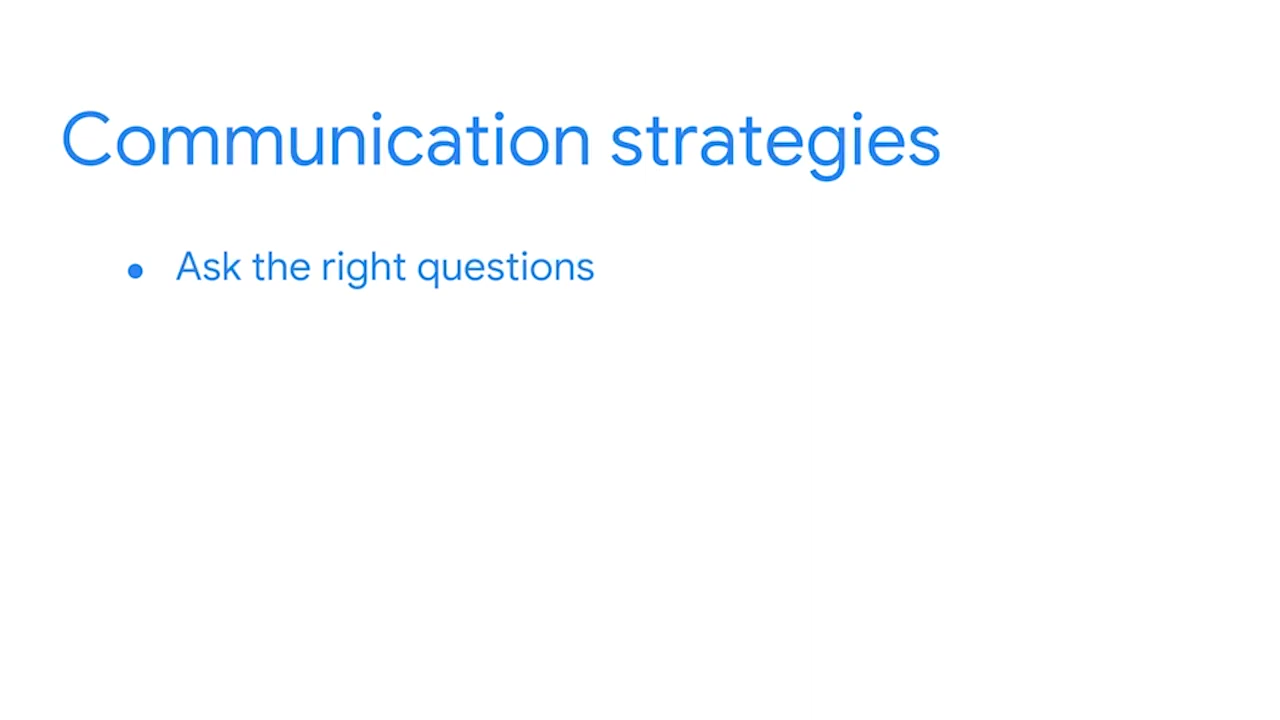 Communication strategies
• Ask the right questions